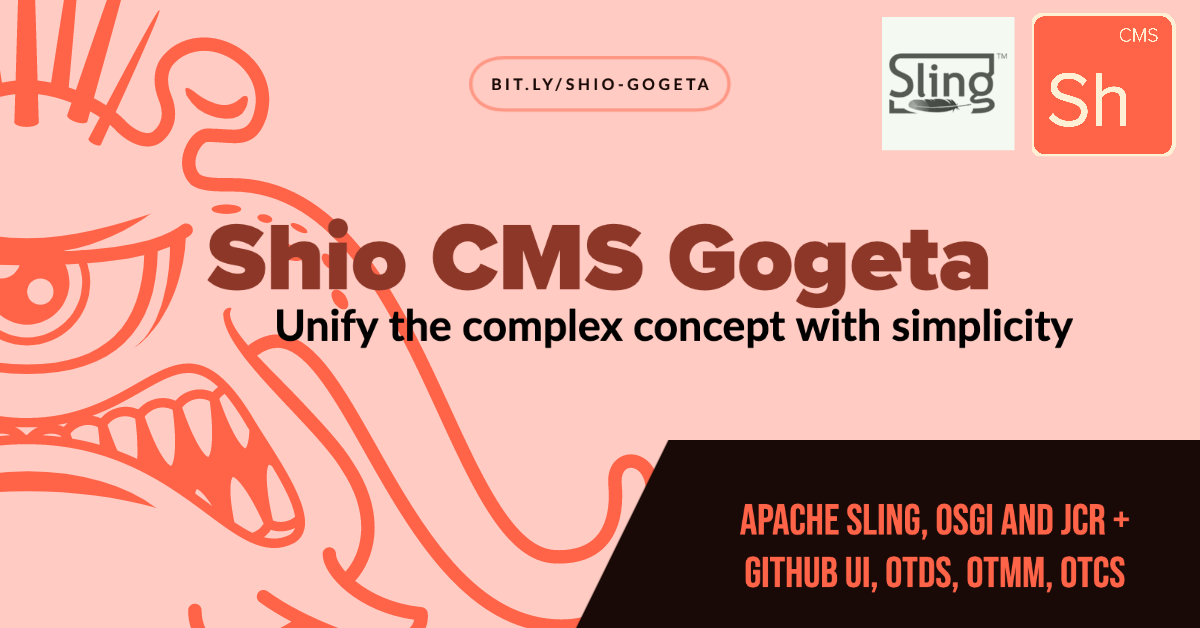 BIT.LY/SHIO-GOGETA
Sling™
CMS
Sh
Shio CMS Gogeta
Unify the complex concept with simplicity
APACHE SLING, OSGI AND JCR +
GITHUB UI, OTDS, OTMM, OTCS